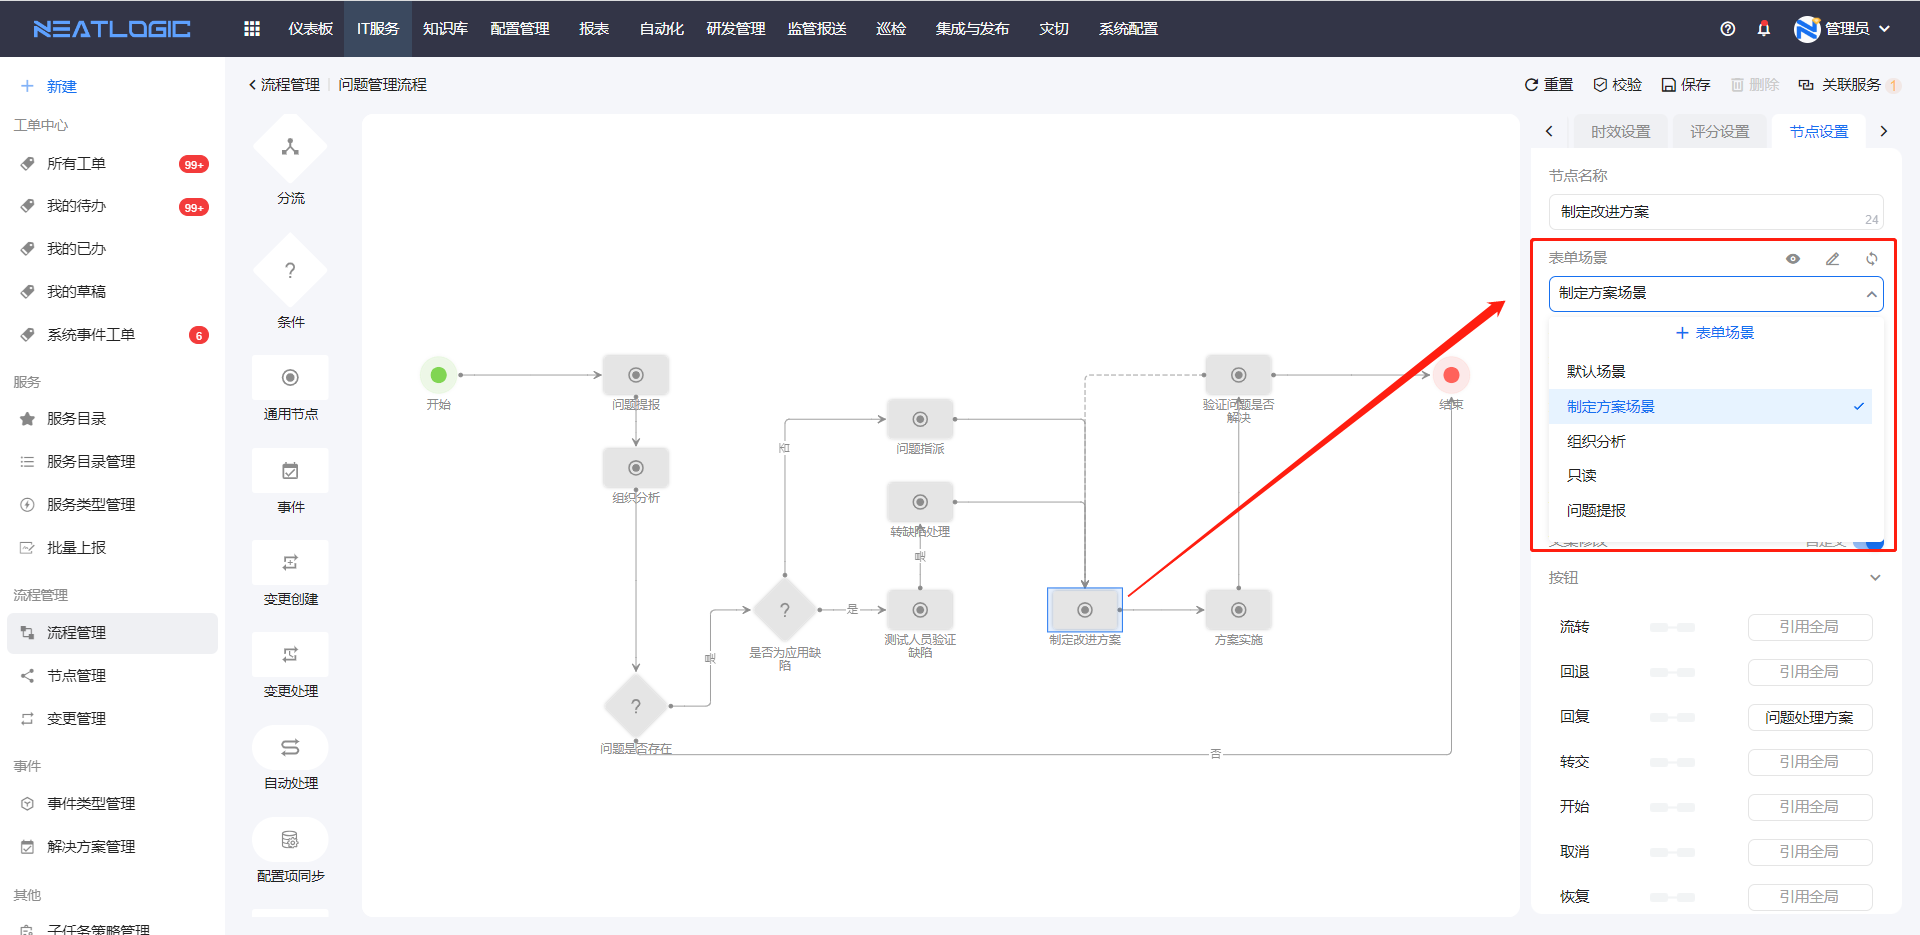 NEATLOGIC
仪表板
IT服务
知识库
配置管理
报表
自动化
研发管理
监管报送
巡检
集成与发布
灾切
系统配置
管理员
新建
工单中心
所有工单
99+
我的待办
99+
我的已办
我的草稿
系统事件工单
6
服务
服务目录
服务目录管理
服务类型管理
批量上报
流程管理
流程管理
节点管理
变更管理
事件
事件类型管理
解决方案管理
其他
子任务策略管理
流程管理
问题管理流程
重置
校验
保存
删除
关联服务
1
分流
?
条件
通用节点
事件
变更创建
变更处理
自动处理
配置项同步
开始
问题提报
组织分析
?
问题是否存在
是
?
是否为应用缺
陷
否
是
问题指派
转缺陷处理
是
测试人员验证
缺陷
制定改进方案
方案实施
验证问题是否
解决
结束
否
时效设置
评分设置
节点设置
节点名称
制定改进方案
24
表单场景
制定方案场景
+ 表单场景
默认场景
制定方案场景
组织分析
只读
问题提报
自定义
按钮
流转
引用全局
回退
引用全局
回复
问题处理方案
转交
引用全局
开始
引用全局
取消
引用全局
恢复
引用全局